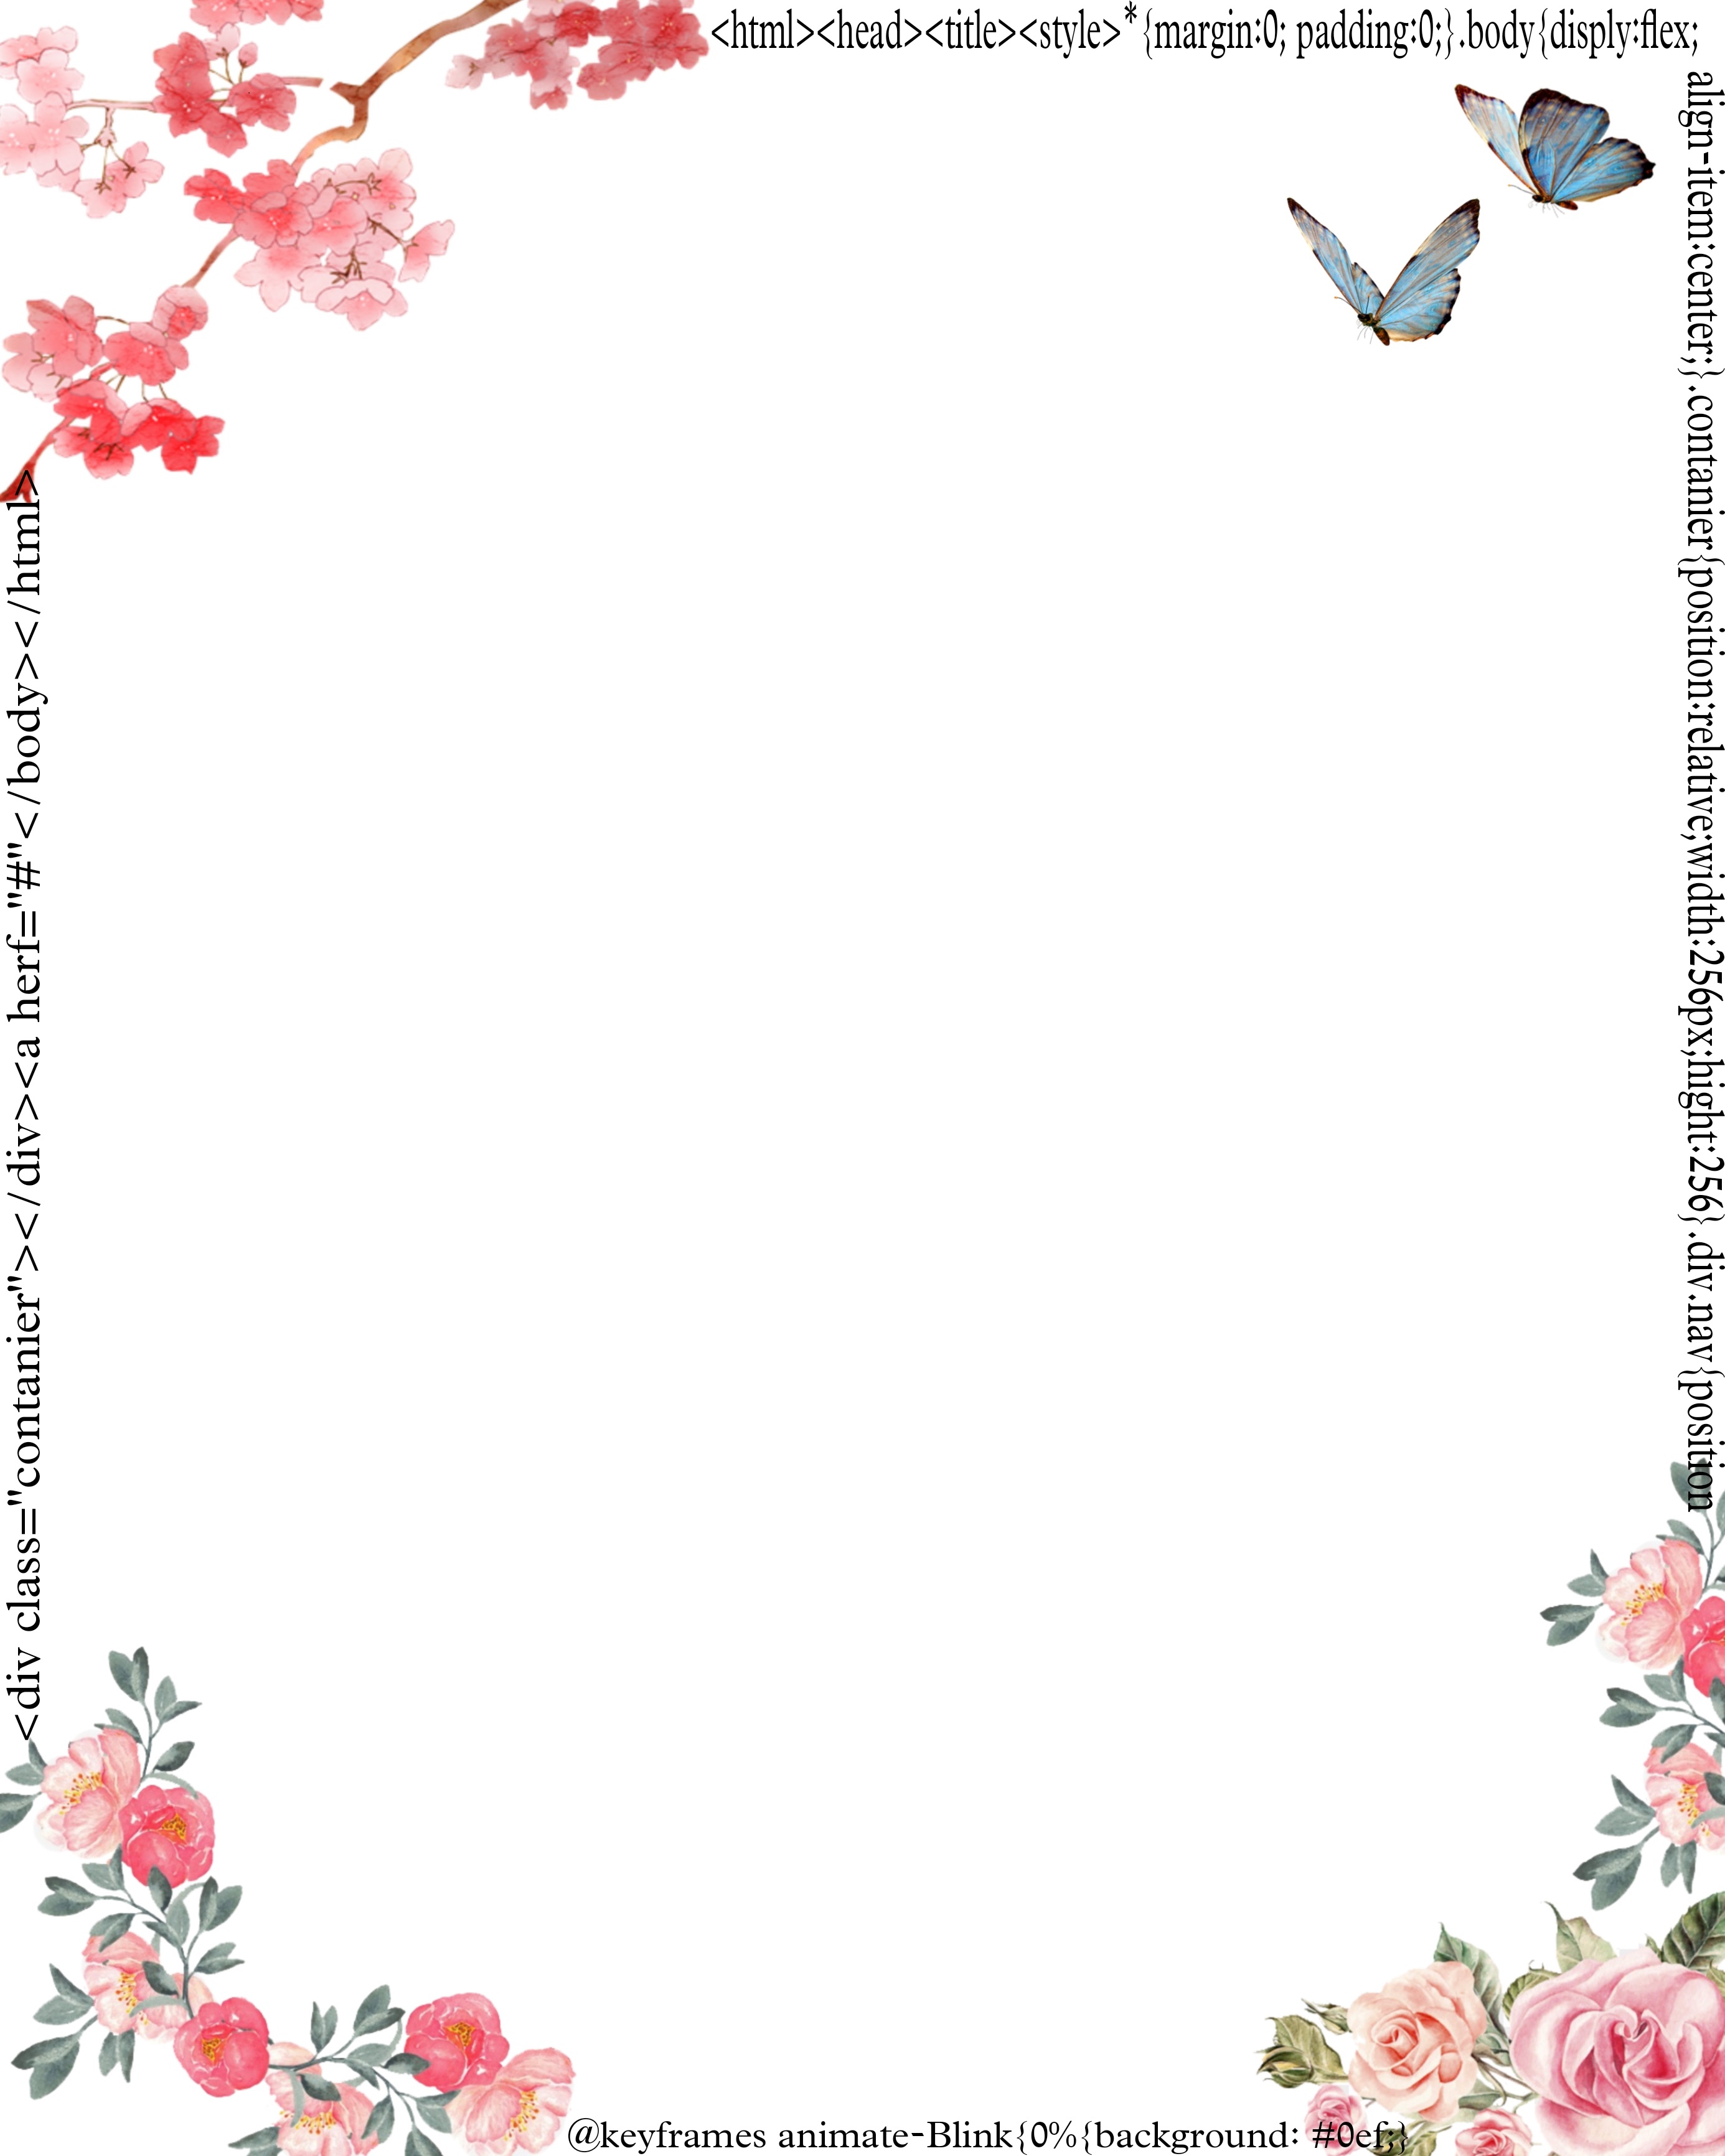 <html><head><title><style>*{margin:0; padding:0;}.body{disply:flex;
align-item:center;}.contanier{position:relative;width:256px;hight:256}.div.nav{position
@keyframes animate-Blink{0%{background: #0ef;}
<div class="contanier"></div><a herf="#"</body></html>